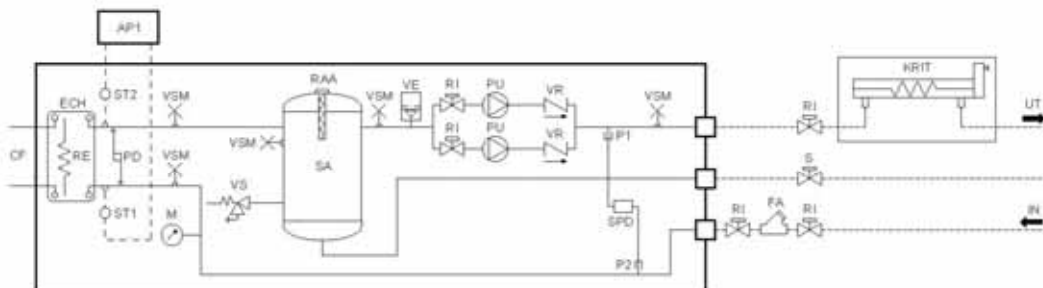 AP1
KRIT
RAA
VE
RI
PU
VR
ST2
VSM
VSM
VSM
ECH
RI
UT
RI
PU
VR
P1
VSM
CF
RE
PD
VSM
SA
S
VS
ST1
M
SPD
RI
FA
RI
IN
P2